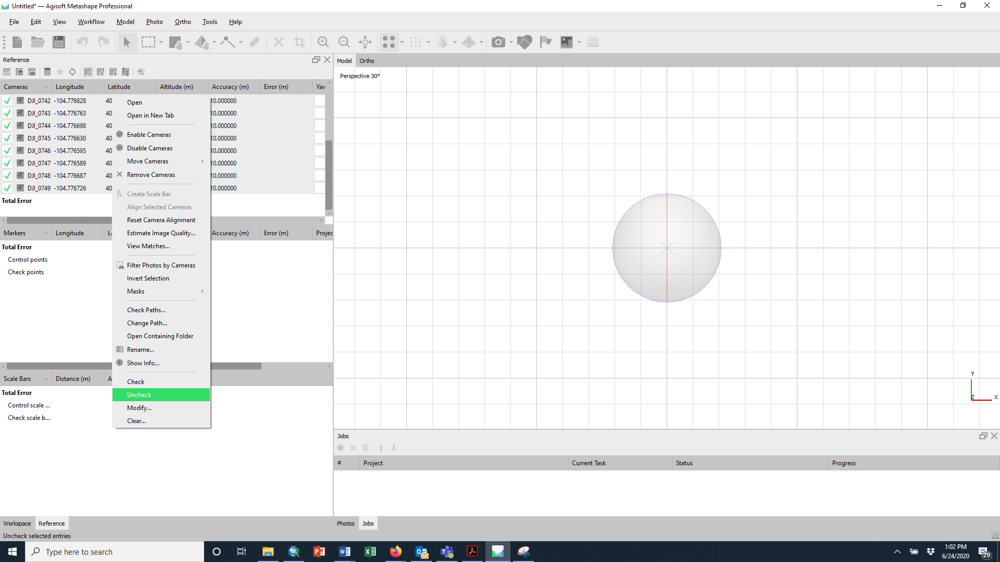 Untitled* — Agisoft Metashape Professional
File Edit View Workflow Model Photo Ortho Tools Help
Reference
Cameras Longitude Latitude Altitude (m) Accuracy (m) Error (m) Yaw
DJI_0742 -104.776828 40 10.000000
DJI_0743 -104.776763 40 10.000000
DJI_0744 -104.776698 40 10.000000
DJI_0745 -104.776630 40 10.000000
DJI_0746 -104.776595 40 10.000000
DJI_0747 -104.776589 40 10.000000
DJI_0748 -104.776687 40 10.000000
DJI_0749 -104.776726 40 10.000000
Total Error
Open
Open in New Tab
Enable Cameras
Disable Cameras
Move Cameras
Remove Cameras
Create Scale Bar
Align Selected Cameras
Reset Camera Alignment
Estimate Image Quality...
View Matches...
Filter Photos by Cameras
Invert Selection
Masks
Check Paths...
Change Path...
Open Containing Folder
Rename...
Show Info...
Check
Uncheck
Modify...
Clear...
Markers Longitude La Accuracy (m) Error (m) Projec
Total Error
Control points
Check points
Scale Bars Distance (m) A
Total Error
Control scale ...
Check scale b...
Workspace Reference
Uncheck selected entries
Model Ortho
Perspective 30°
Y
Z X
Jobs
# Project Current Task Status Progress
Photos Jobs
Type here to search
1:02 PM
6/24/2020
29